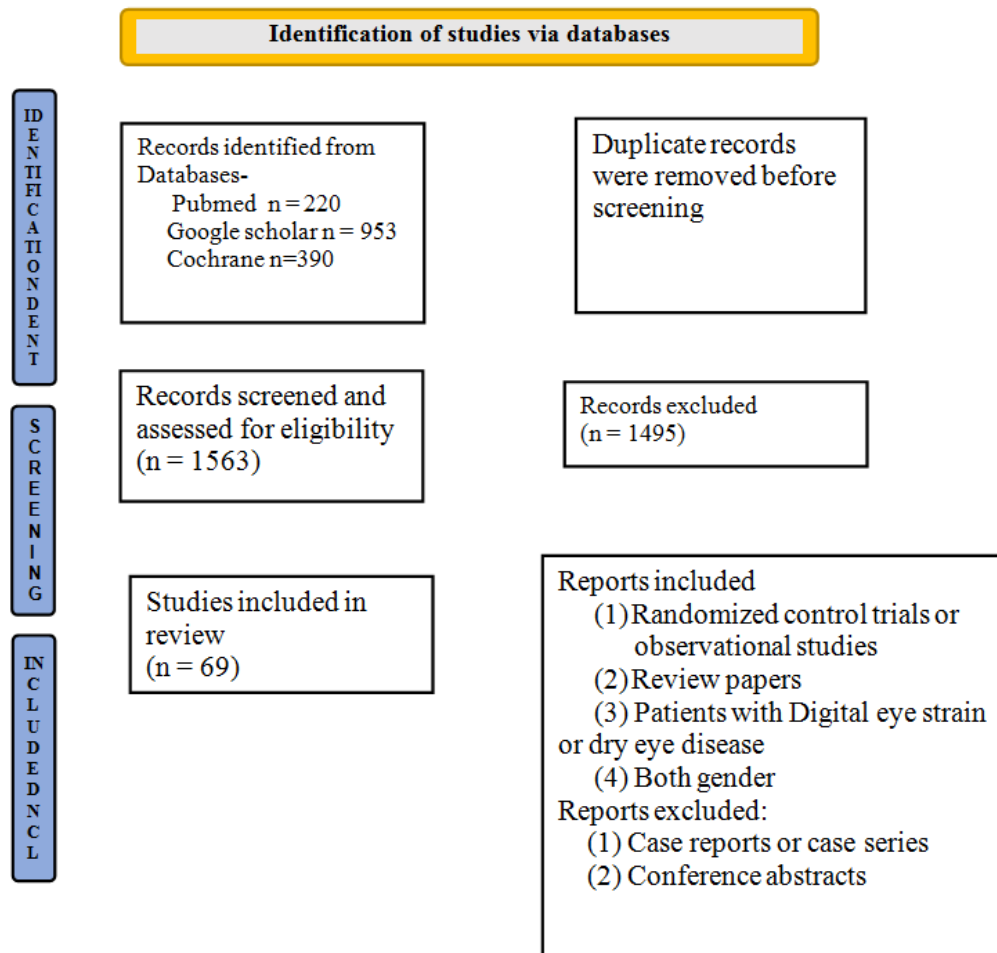 Identification of studies via databases
ID
E
N
TI
FI
C
A
TI
O
N
D
E
N
T
Records identified from
Databases-
Pubmed n = 220
Google scholar n = 953
Cochrane n=390
Duplicate records
were removed before
screening
S
C
R
E
E
N
I
N
G
Records screened and
assessed for eligibility
(n = 1563)
Records excluded
(n = 1495)
IN
C
L
U
D
E
D
N
C
L
Studies included in
review
(n = 69)
Reports included
(1) Randomized control trials or
observational studies
(2) Review papers
(3) Patients with Digital eye strain
or dry eye disease
(4) Both gender
Reports excluded:
(1) Case reports or case series
(2) Conference abstracts